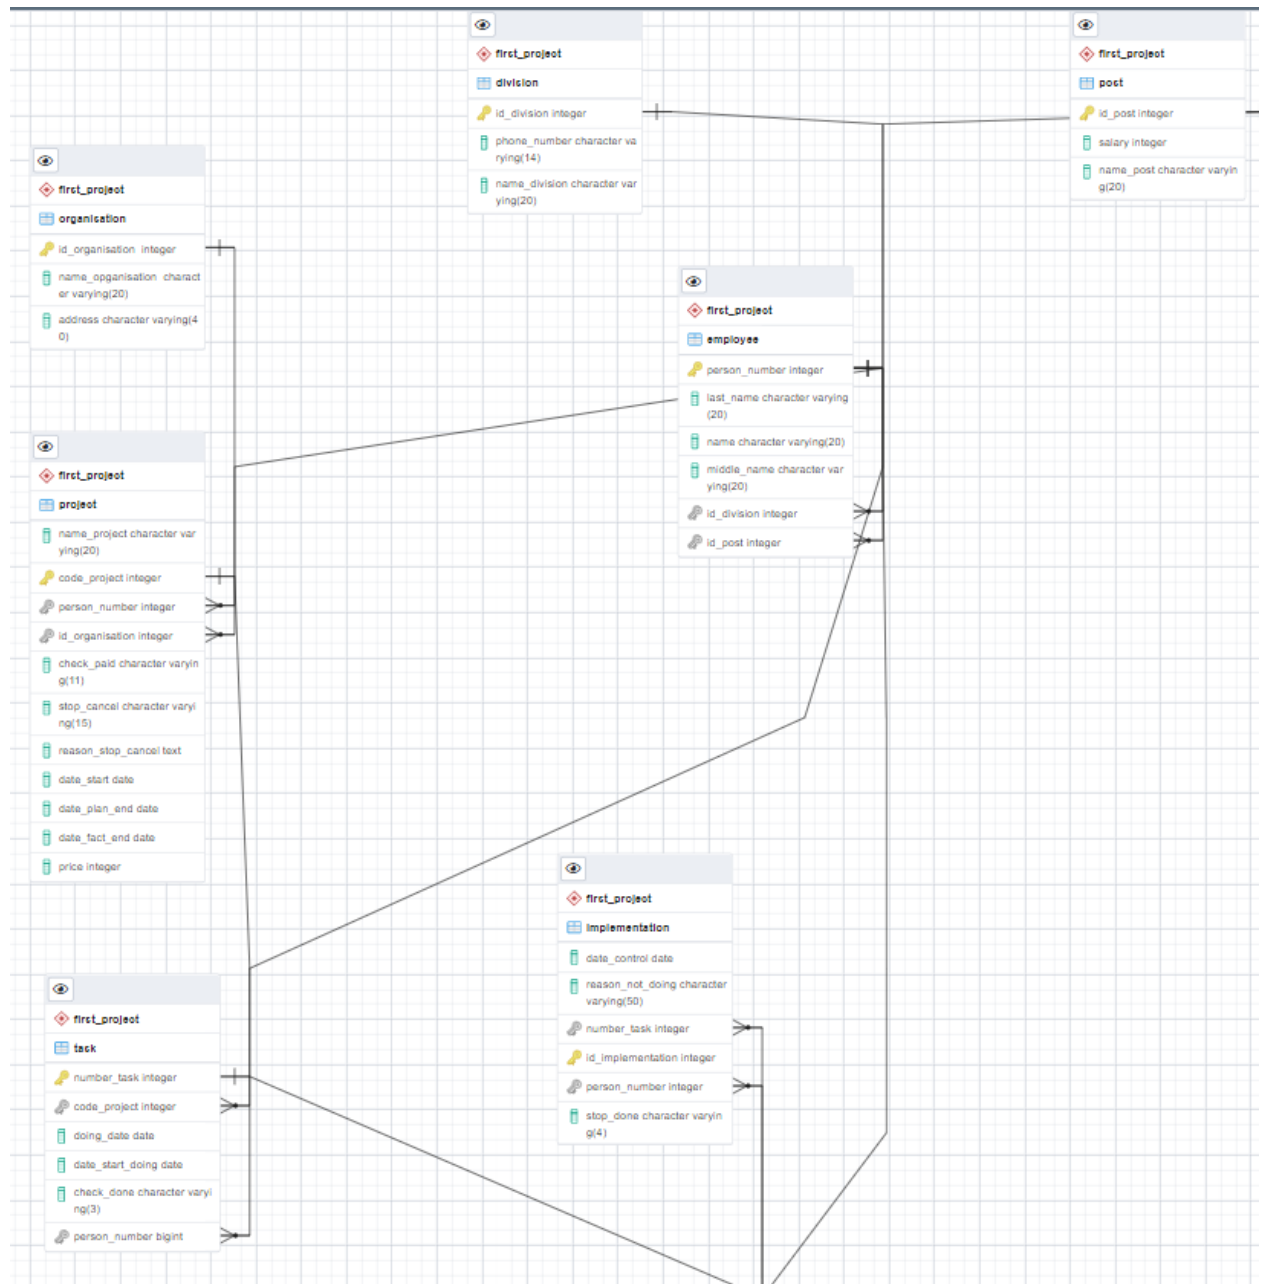 first_project
division
id_division integer
phone_number character va
rying(14)
name_division character var
ying(20)
first_project
post
id_post integer
salary integer
name_post character varyin
g(20)
first_project
organisation
id_organisation integer
name_opganisation charact
er varying(20)
address character varying(4
0)
first_project
employee
person_number integer
last_name character varying
(20)
name character varying(20)
middle_name character var
ying(20)
id_division integer
id_post integer
first_project
project
name_project character var
ying(20)
code_project integer
person_number integer
id_organisation integer
check_paid character varyin
g(11)
stop_cancel character varyi
ng(15)
reason_stop_cancel text
date_start date
date_plan_end date
date_fact_end date
price integer
first_project
implementation
date_control date
reason_not_doing character
varying(50)
number_task integer
id_implementation integer
person_number integer
stop_done character varyin
g(4)
first_project
task
number_task integer
code_project integer
doing_date date
date_start_doing date
check_done character varyi
ng(3)
person_number bigint